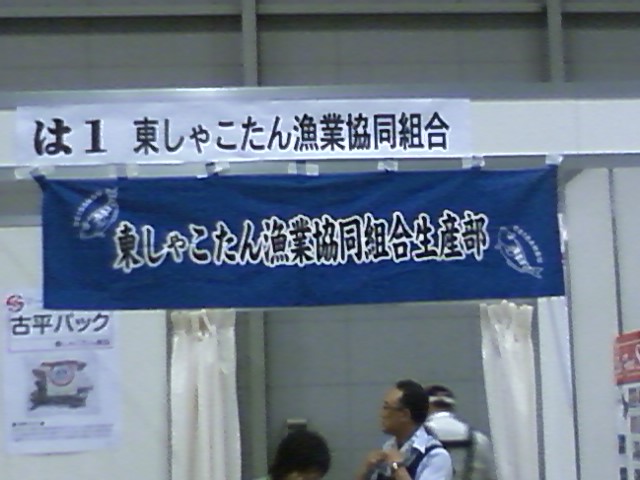 は1 東しゃこたん漁業協同組合
東しゃこたん漁業協同組合生産部
古平バック